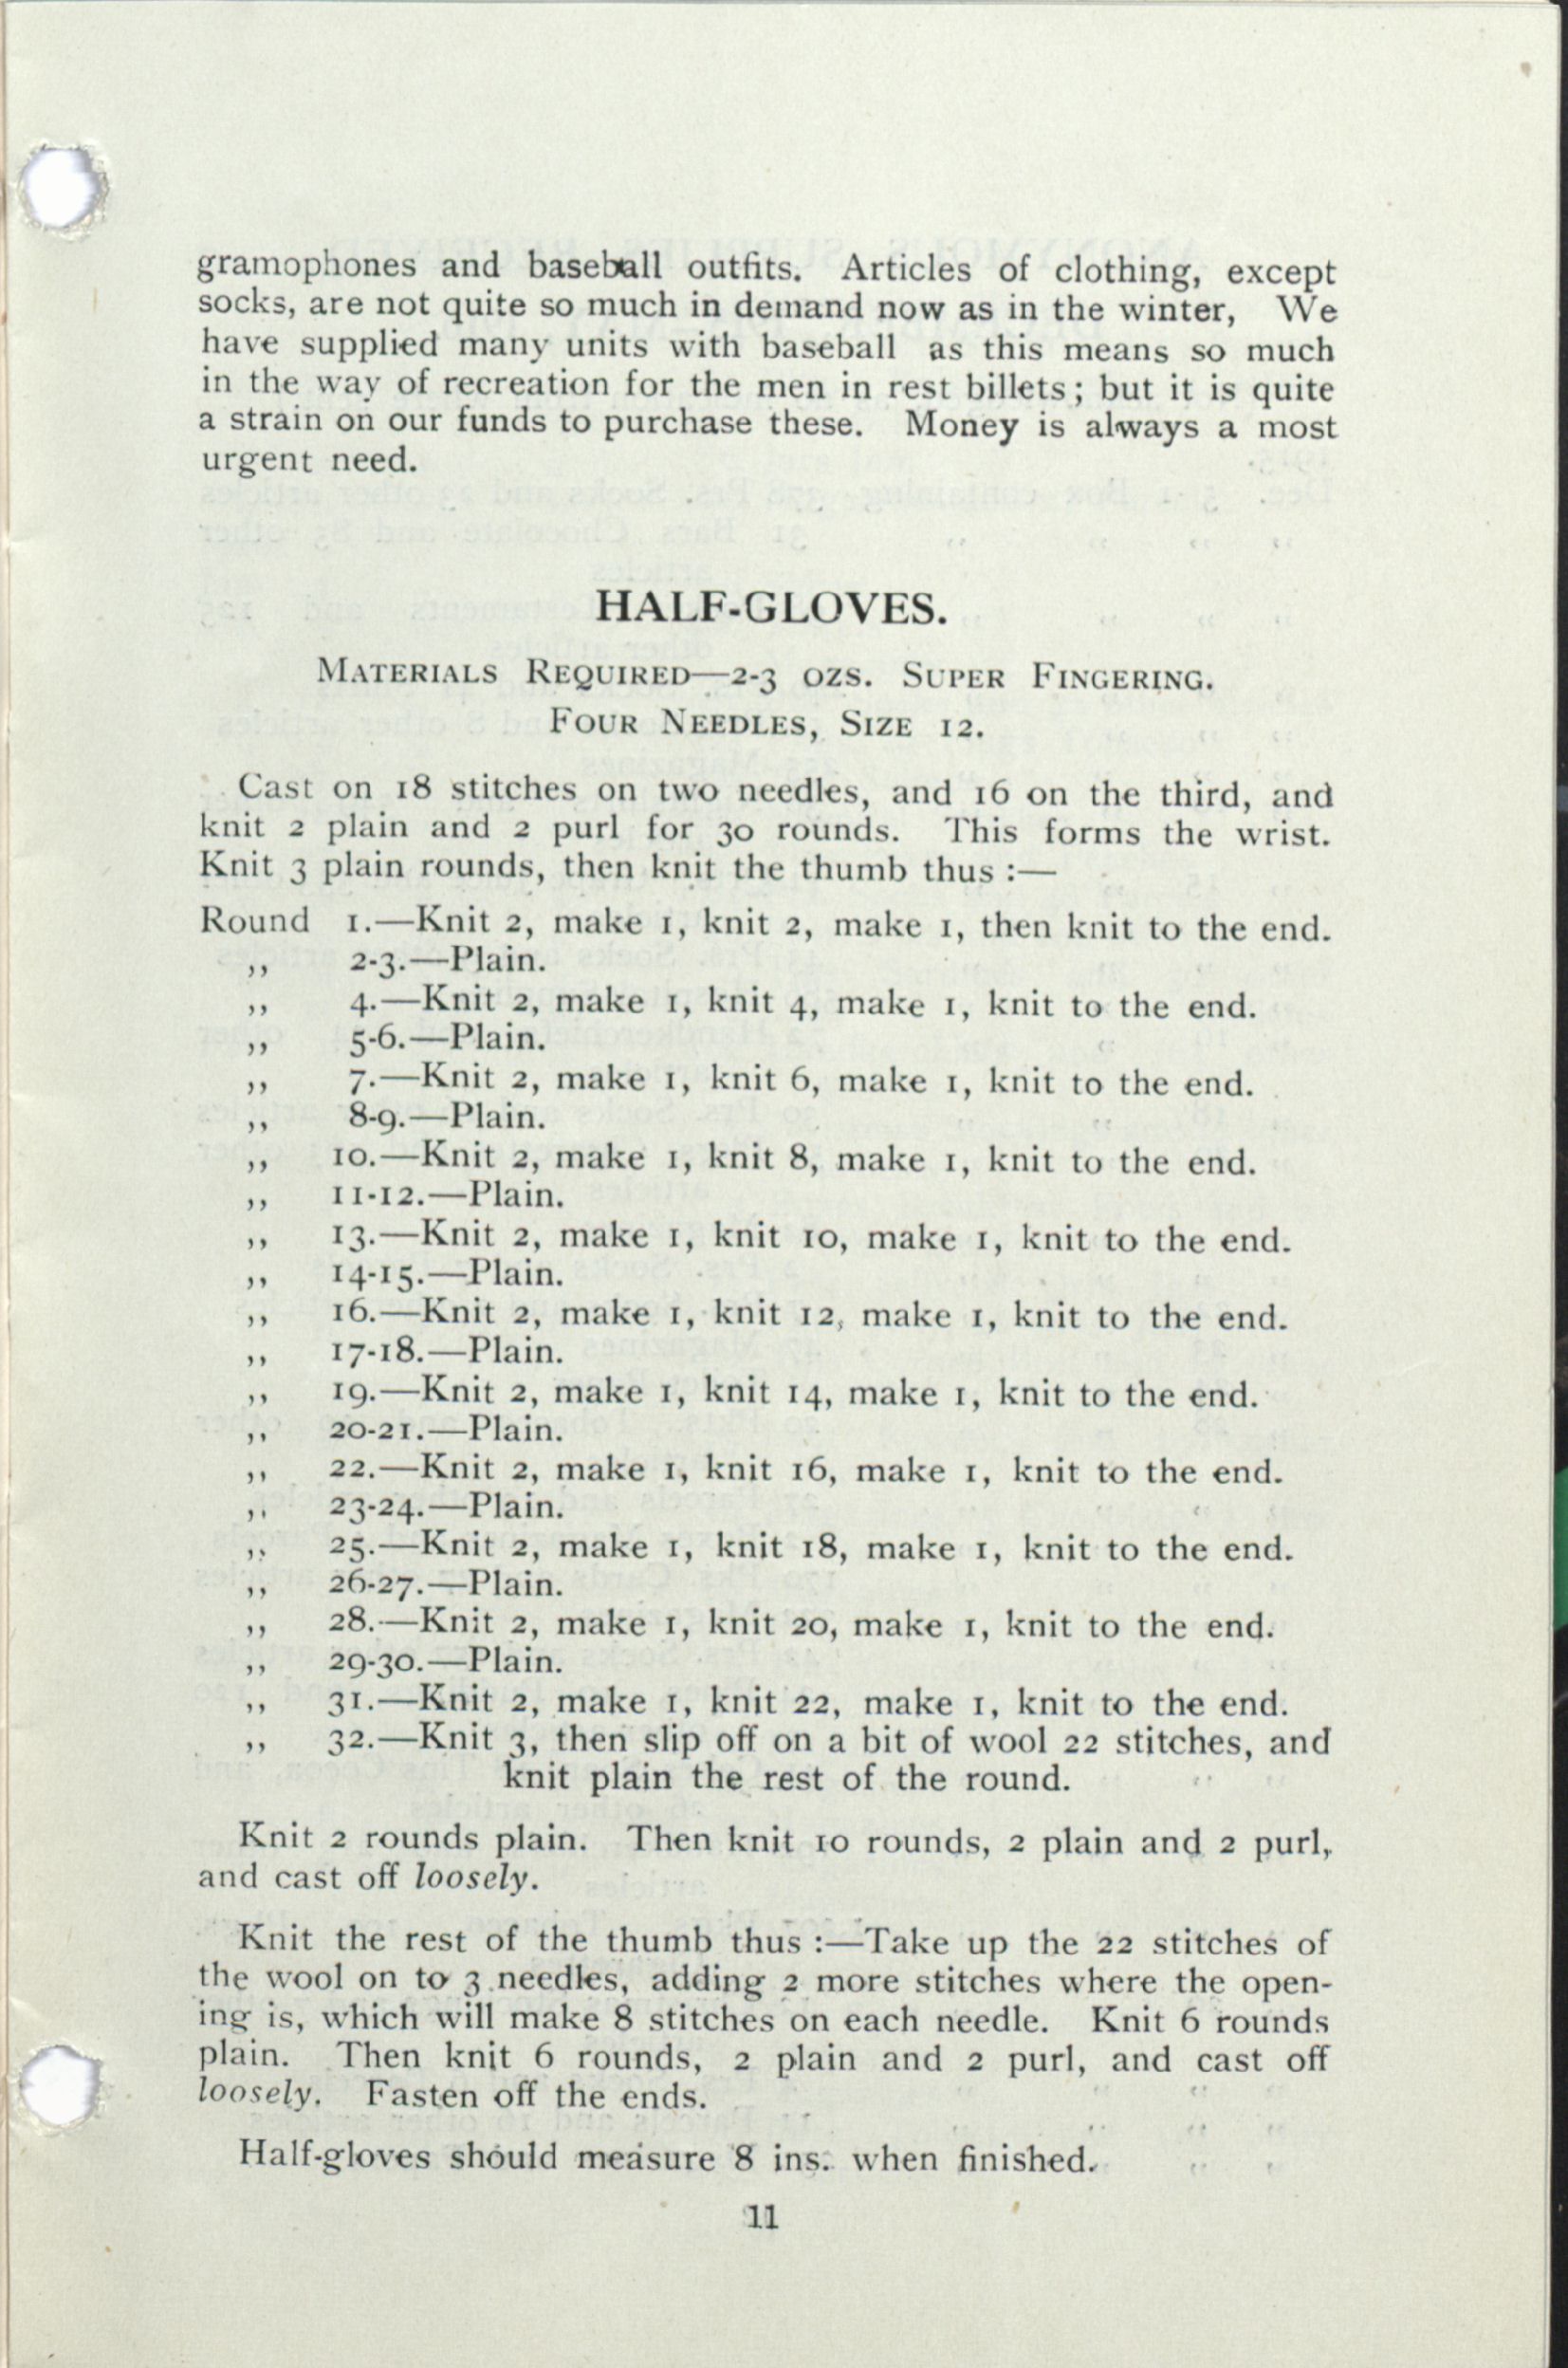 gramophones and baseball outfits. Articles of clothing, except
socks, are not quite so much in demand now as in the winter, We
have supplied many units with baseball as this means so much
in the way of recreation for the men in rest billets; but it is quite
a strain on our funds to purchase these. Money is always a most
urgent need.
HALF-GLOVES.
MATERIALS REQUIRED—2-3 OZS. SUPER FINGERING.
FOUR NEEDLES, SIZE 12.
Cast on 18 stitches on two needles, and 16 on the third, and
knit 2 plain and 2 purl for 30 rounds. This forms the wrist.
Knit 3 plain rounds, then knit the thumb thus :—
Round 1.—Knit 2, make 1, knit 2, make 1, then knit to the end.
,, 2-3.—Plain.
,, 4.—Knit 2, make 1, knit 4, make 1, knit to the end.
,, 5-6.—Plain.
,, 7.—Knit 2, make 1, knit 6, make 1, knit to the end.
,, 8-9.—Plain.
,, 10.—Knit 2, make 1, knit 8, make 1, knit to the end.
,, 11-12.—Plain.
,, 13.—Knit 2, make 1, knit 10, make 1, knit to the end.
,, 14-15.—Plain.
,, 16.—Knit 2, make 1, knit 12, make 1, knit to the end.
,, 17-18.—Plain.
,, 19.—Knit 2, make 1, knit 14, make 1, knit to the end.
,, 20-21.—Plain.
,, 22.—Knit 2, make 1, knit 16, make 1, knit to the end.
,, 23-24.—Plain.
,, 25.—Knit 2, make 1, knit 18, make 1, knit to the end.
,, 26-27.—Plain.
,, 28.—Knit 2, make 1, knit 20, make 1, knit to the end.
,, 29-30.—Plain.
,, 31.—Knit 2, make 1, knit 22, make 1, knit to the end.
,, 32.—Knit 3, then slip off on a bit of wool 22 stitches, and
knit plain the rest of the round.
Knit 2 rounds plain. Then knit 10 rounds, 2 plain and 2 purl,
and cast off loosely.
Knit the rest of the thumb thus :—Take up the 22 stitches of
the wool on to 3 needles, adding 2 more stitches where the open-
ing is, which will make 8 stitches on each needle. Knit 6 rounds
plain. Then knit 6 rounds, 2 plain and 2 purl, and cast off
loosely. Fasten off the ends.
Half-gloves should measure 8 ins. when finished.
11